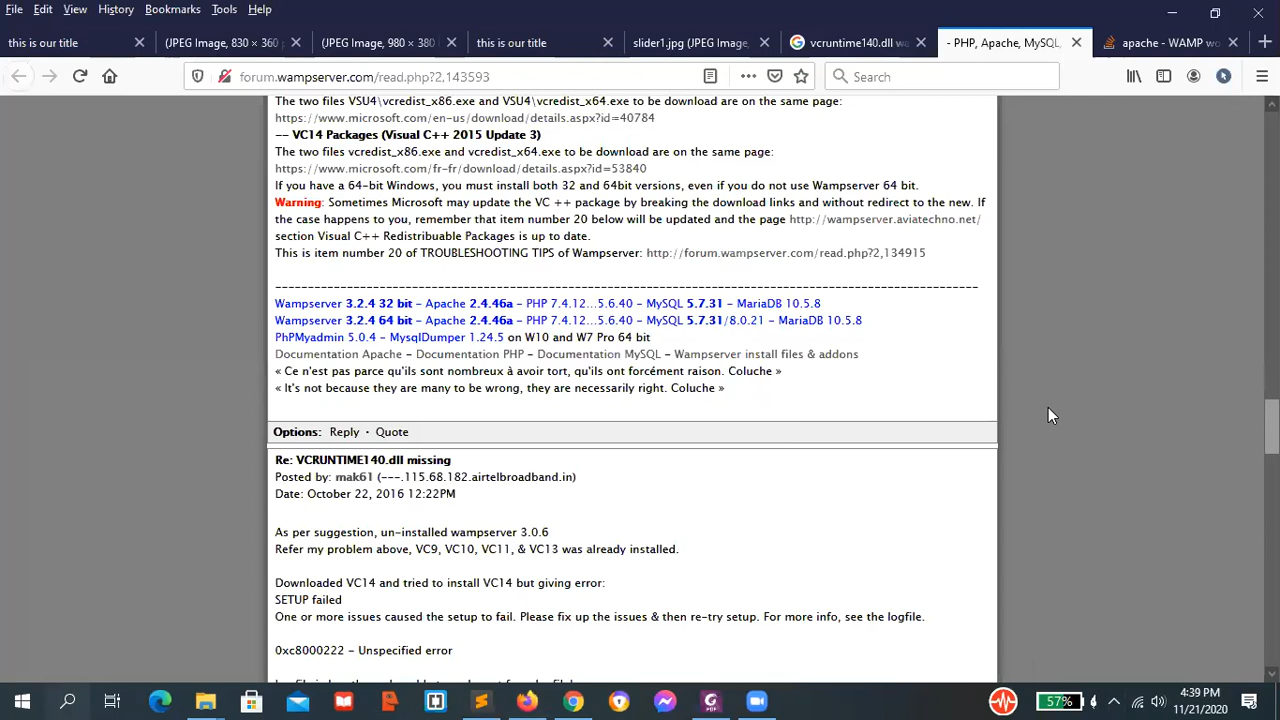 File Edit View History Bookmarks Tools Help
this is our title
(JPEG Image, 830 × 360 p
(JPEG Image, 980 × 380
this is our title
slider1.jpg (JPEG Image,
vcruntime140.dll wa
- PHP, Apache, MySQL,
apache - WAMP wo
forum.wampserver.com/read.php?2,143593
Search
The two files VSU4\vcredist_x86.exe and VSU4\vcredist_x64.exe to be download are on the same page:
https://www.microsoft.com/en-us/download/details.aspx?id=40784
-- VC14 Packages (Visual C++ 2015 Update 3)
The two files vcredist_x86.exe and vcredist_x64.exe to be download are on the same page:
https://www.microsoft.com/fr-fr/download/details.aspx?id=53840
If you have a 64-bit Windows, you must install both 32 and 64bit versions, even if you do not use Wampserver 64 bit.
Warning: Sometimes Microsoft may update the VC ++ package by breaking the download links and without redirect to the new. If
the case happens to you, remember that item number 20 below will be updated and the page http://wampserver.aviatechno.net/
section Visual C++ Redistribuable Packages is up to date.
This is item number 20 of TROUBLESHOOTING TIPS of Wampserver: http://forum.wampserver.com/read.php?2,134915
Wampserver 3.2.4 32 bit - Apache 2.4.46a - PHP 7.4.12...5.6.40 - MySQL 5.7.31 - MariaDB 10.5.8
Wampserver 3.2.4 64 bit - Apache 2.4.46a - PHP 7.4.12...5.6.40 - MySQL 5.7.31/8.0.21 - MariaDB 10.5.8
PhPMyadmin 5.0.4 - MysqlDumper 1.24.5 on W10 and W7 Pro 64 bit
Documentation Apache - Documentation PHP - Documentation MySQL - Wampserver install files & addons
« Ce n'est pas parce qu'ils sont nombreux à avoir tort, qu'ils ont forcément raison. Coluche »
« It's not because they are many to be wrong, they are necessarily right. Coluche »
Options: Reply · Quote
Re: VCRUNTIME140.dll missing
Posted by: mak61 (---.115.68.182.airtelbroadband.in)
Date: October 22, 2016 12:22PM
As per suggestion, un-installed wampserver 3.0.6
Refer my problem above, VC9, VC10, VC11, & VC13 was already installed.
Downloaded VC14 and tried to install VC14 but giving error:
SETUP failed
One or more issues caused the setup to fail. Please fix up the issues & then re-try setup. For more info, see the logfile.
0xc8000222 - Unspecified error
57%
4:39 PM
11/21/2020